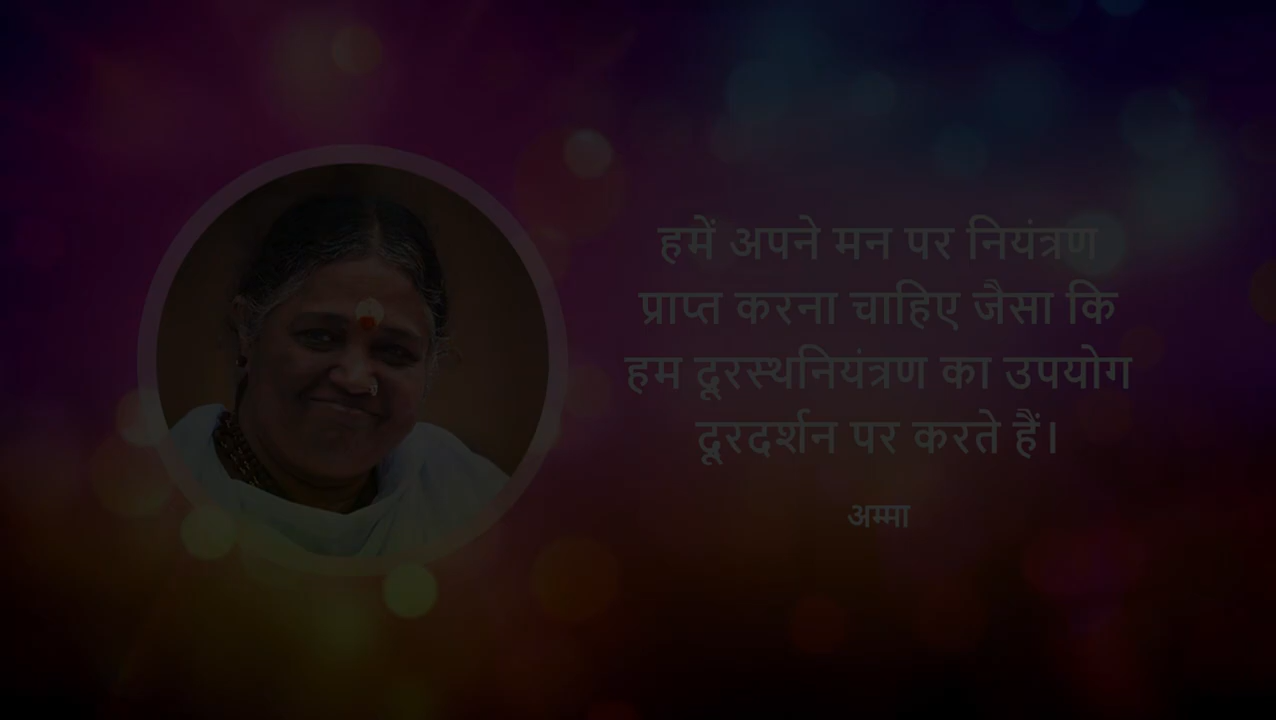 हमें अपने मन पर नियंत्रण
प्राप्त करना चाहिए जैसा कि
हम दूरस्थनियंत्रण का उपयोग
दूरदर्शन पर करते हैं।
अम्मा